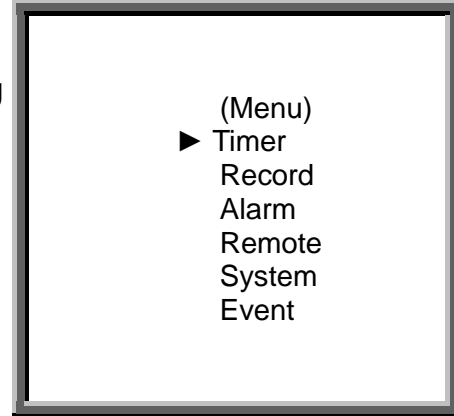 (Menu)
► Timer
Record
Alarm
Remote
System
Event